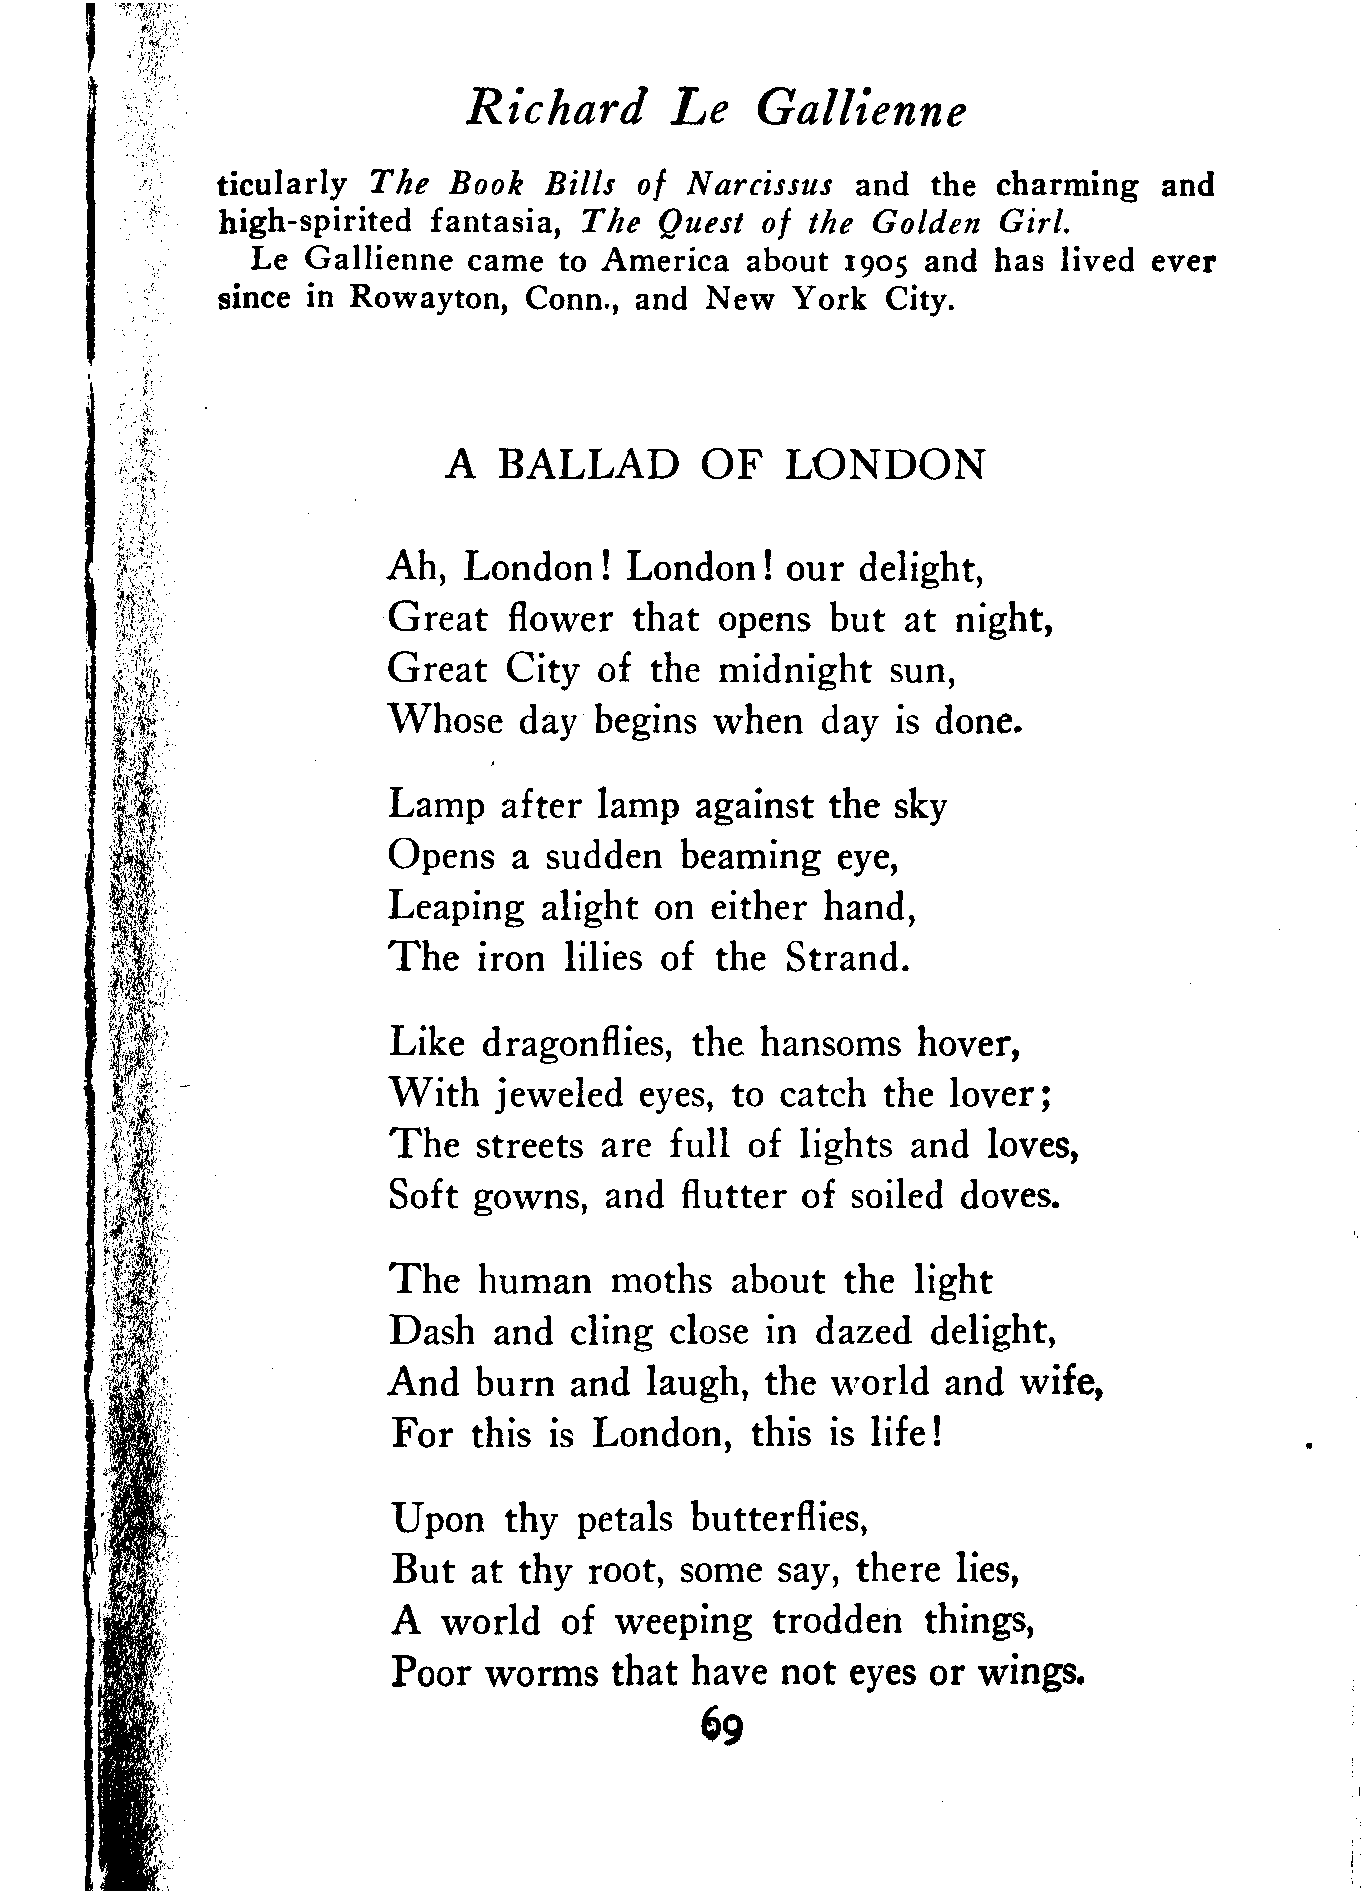 Richard Le Gallienne
ticularly The Book Bills of Narcissus and the charming and
high-spirited fantasia, The Quest of the Golden Girl.
Le Gallienne came to America about 1905 and has lived ever
since in Rowayton, Conn., and New York City.
A BALLAD OF LONDON
Ah, London! London! our delight,
Great flower that opens but at night,
Great City of the midnight sun,
Whose day begins when day is done.
Lamp after lamp against the sky
Opens a sudden beaming eye,
Leaping alight on either hand,
The iron lilies of the Strand.
Like dragonflies, the hansoms hover,
With jeweled eyes, to catch the lover;
The streets are full of lights and loves,
Soft gowns, and flutter of soiled doves.
The human moths about the light
Dash and cling close in dazed delight,
And burn and laugh, the world and wife,
For this is London, this is life!
Upon thy petals butterflies,
But at thy root, some say, there lies,
A world of weeping trodden things,
Poor worms that have not eyes or wings.
69